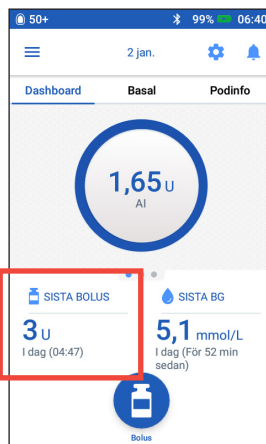 50+ 99% 06:40
2 jan.
Dashboard Basal Podinfo
1,65 U
AI
SISTA BOLUS SISTA BG
3 U 5,1 mmol/L
I dag (04:47) I dag (För 52 min
sedan)
Bolus